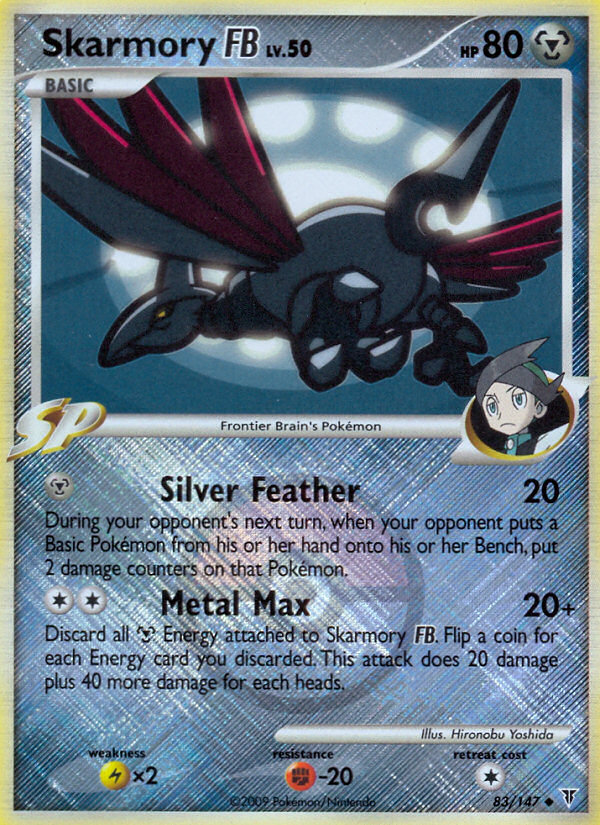 Skarmory FB LV.50 HP 80
BASIC
SP
Frontier Brain's Pokémon
Silver Feather 20
During your opponent's next turn, when your opponent puts a
Basic Pokémon from his or her hand onto his or her Bench, put
2 damage counters on that Pokémon.
Metal Max 20+
Discard all Energy attached to Skarmory FB. Flip a coin for
each Energy card you discarded. This attack does 20 damage
plus 40 more damage for each heads.
Illus. Hironobu Yoshida
weakness resistance retreat cost
×2 -20
©2009 Pokémon/Nintendo 83/147